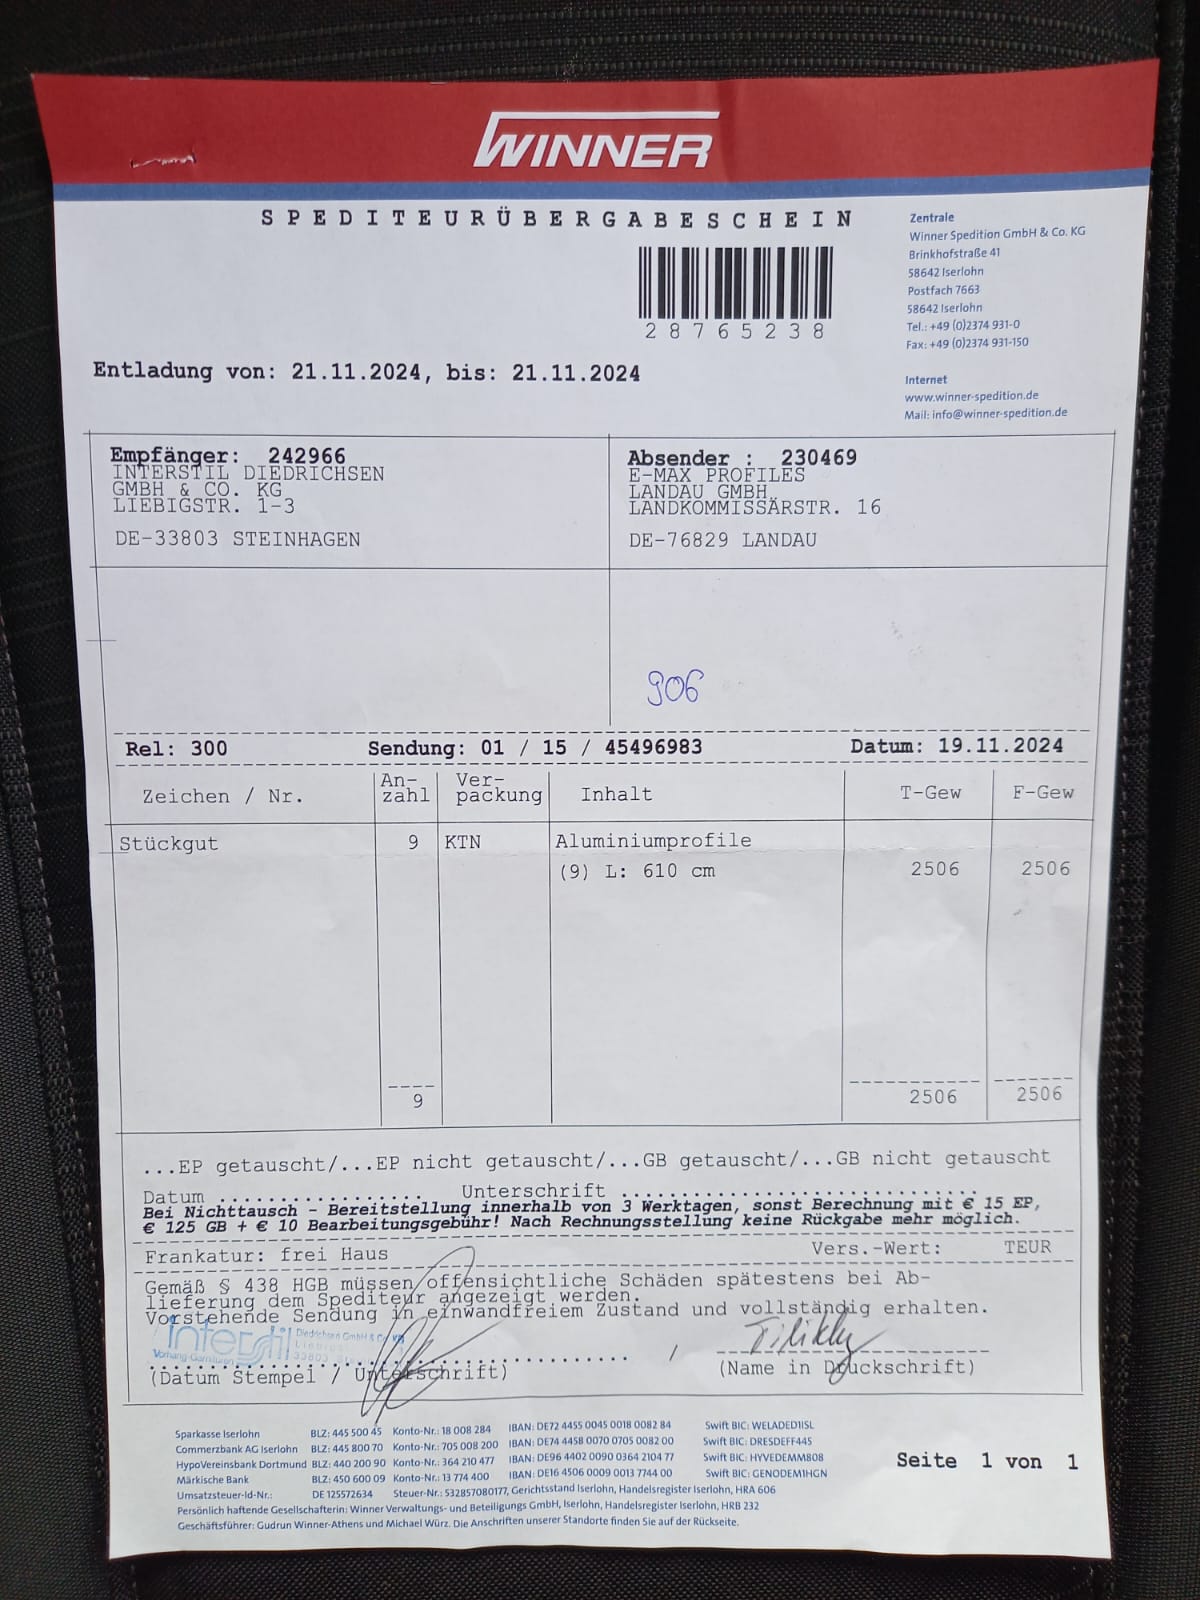 WINNER
SPEDITEURÜBERGABESCHEIN
Zentrale
Winner Spedition GmbH & Co. KG
Brinkhofstraße 41
58642 Iserlohn
Postfach 7663
58642 Iserlohn
Tel.: +49 (0)2374 931-0
Fax: +49 (0)2374 931-150
28765238
Entladung von: 21.11.2024, bis: 21.11.2024
Internet
www.winner-spedition.de
Mail: info@winner-spedition.de
Empfänger: 242966
INTERSTIL DIEDRICHSEN
GMBH & CO. KG
LIEBIGSTR. 1-3
DE-33803 STEINHAGEN
Absender : 230469
E-MAX PROFILES
LANDAU GMBH
LANDKOMMISSÄRSTR. 16
DE-76829 LANDAU
906
Rel: 300 Sendung: 01 / 15 / 45496983 Datum: 19.11.2024
Zeichen / Nr. An-zahl Ver-packung Inhalt T-Gew F-Gew
Stückgut 9 KTN Aluminiumprofile
(9) L: 610 cm 2506 2506
9 2506 2506
...EP getauscht/...EP nicht getauscht/...GB getauscht/...GB nicht getauscht
Datum .................. Unterschrift ..............................
Bei Nichttausch - Bereitstellung innerhalb von 3 Werktagen, sonst Berechnung mit € 15 EP,
€ 125 GB + € 10 Bearbeitungsgebühr! Nach Rechnungsstellung keine Rückgabe mehr möglich.
Frankatur: frei Haus Vers.-Wert: TEUR
Gemäß § 438 HGB müssen offensichtliche Schäden spätestens bei Ab-
lieferung dem Spediteur angezeigt werden.
Vorstehende Sendung in einwandfreiem Zustand und vollständig erhalten.
interstil Diedrichsen GmbH & Co.
Vorhang-Garnituren 33803
/
(Datum Stempel / Unterschrift) (Name in Druckschrift)
Sparkasse Iserlohn BLZ: 445 500 45 Konto-Nr.: 18 008 284 IBAN: DE72 4455 0045 0018 0082 84 Swift BIC: WELADED1ISL
Commerzbank AG Iserlohn BLZ: 445 800 70 Konto-Nr.: 705 008 200 IBAN: DE74 4458 0070 0705 0082 00 Swift BIC: DRESDEFF445
HypoVereinsbank Dortmund BLZ: 440 200 90 Konto-Nr.: 364 210 477 IBAN: DE96 4402 0090 0364 2104 77 Swift BIC: HYVEDEMM808
Märkische Bank BLZ: 450 600 09 Konto-Nr.: 13 774 400 IBAN: DE16 4506 0009 0013 7744 00 Swift BIC: GENODEM1HGN
Umsatzsteuer-Id-Nr.: DE 125572634 Steuer-Nr.: 532857080177, Gerichtsstand Iserlohn, Handelsregister Iserlohn, HRA 606
Persönlich haftende Gesellschafterin: Winner Verwaltungs- und Beteiligungs GmbH, Iserlohn, Handelsregister Iserlohn, HRB 232
Geschäftsführer: Gudrun Winner-Athens und Michael Würz. Die Anschriften unserer Standorte finden Sie auf der Rückseite.
Seite 1 von 1